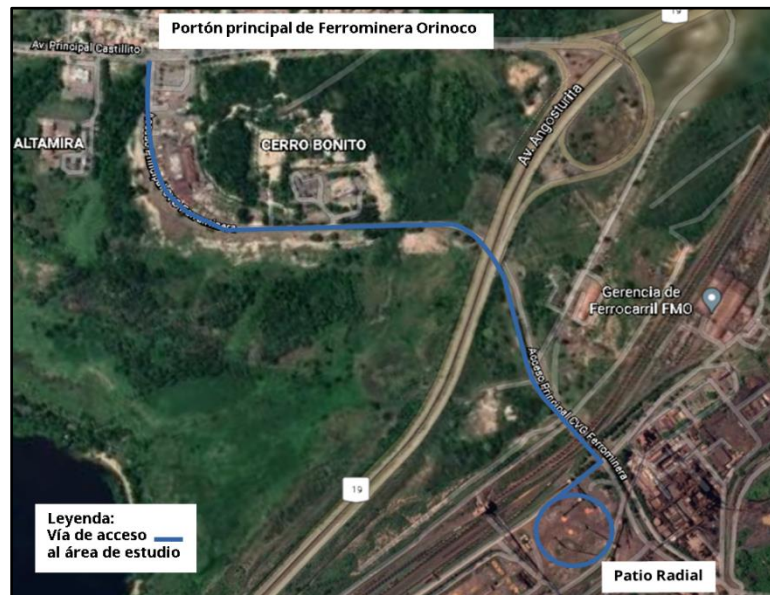 Portón principal de Ferrominera Orinoco
19
Av. Principal Castillito
ALTAMIRA
CERRO BONITO
Av. Angosturita
Gerencia de
Ferrocarril FMO
Acceso Principal CVG Ferrominera
19
Leyenda:
Vía de acceso
al área de estudio
Patio Radial